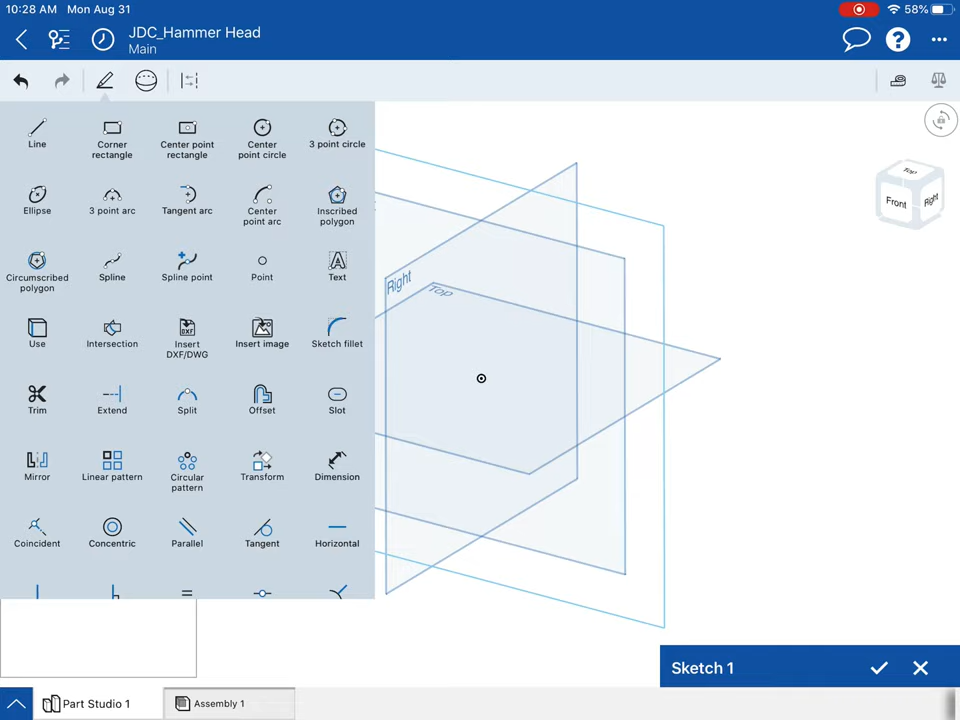 10:28 AM Mon Aug 31
58%
JDC_Hammer Head
Main
Line
Corner rectangle
Center point rectangle
Center point circle
3 point circle
Ellipse
3 point arc
Tangent arc
Center point arc
Inscribed polygon
Circumscribed polygon
Spline
Spline point
Point
Text
Use
Intersection
Insert DXF/DWG
Insert image
Sketch fillet
Trim
Extend
Split
Offset
Slot
Mirror
Linear pattern
Circular pattern
Transform
Dimension
Coincident
Concentric
Parallel
Tangent
Horizontal
Right
Top
Top
Front
Right
Sketch 1
Part Studio 1
Assembly 1